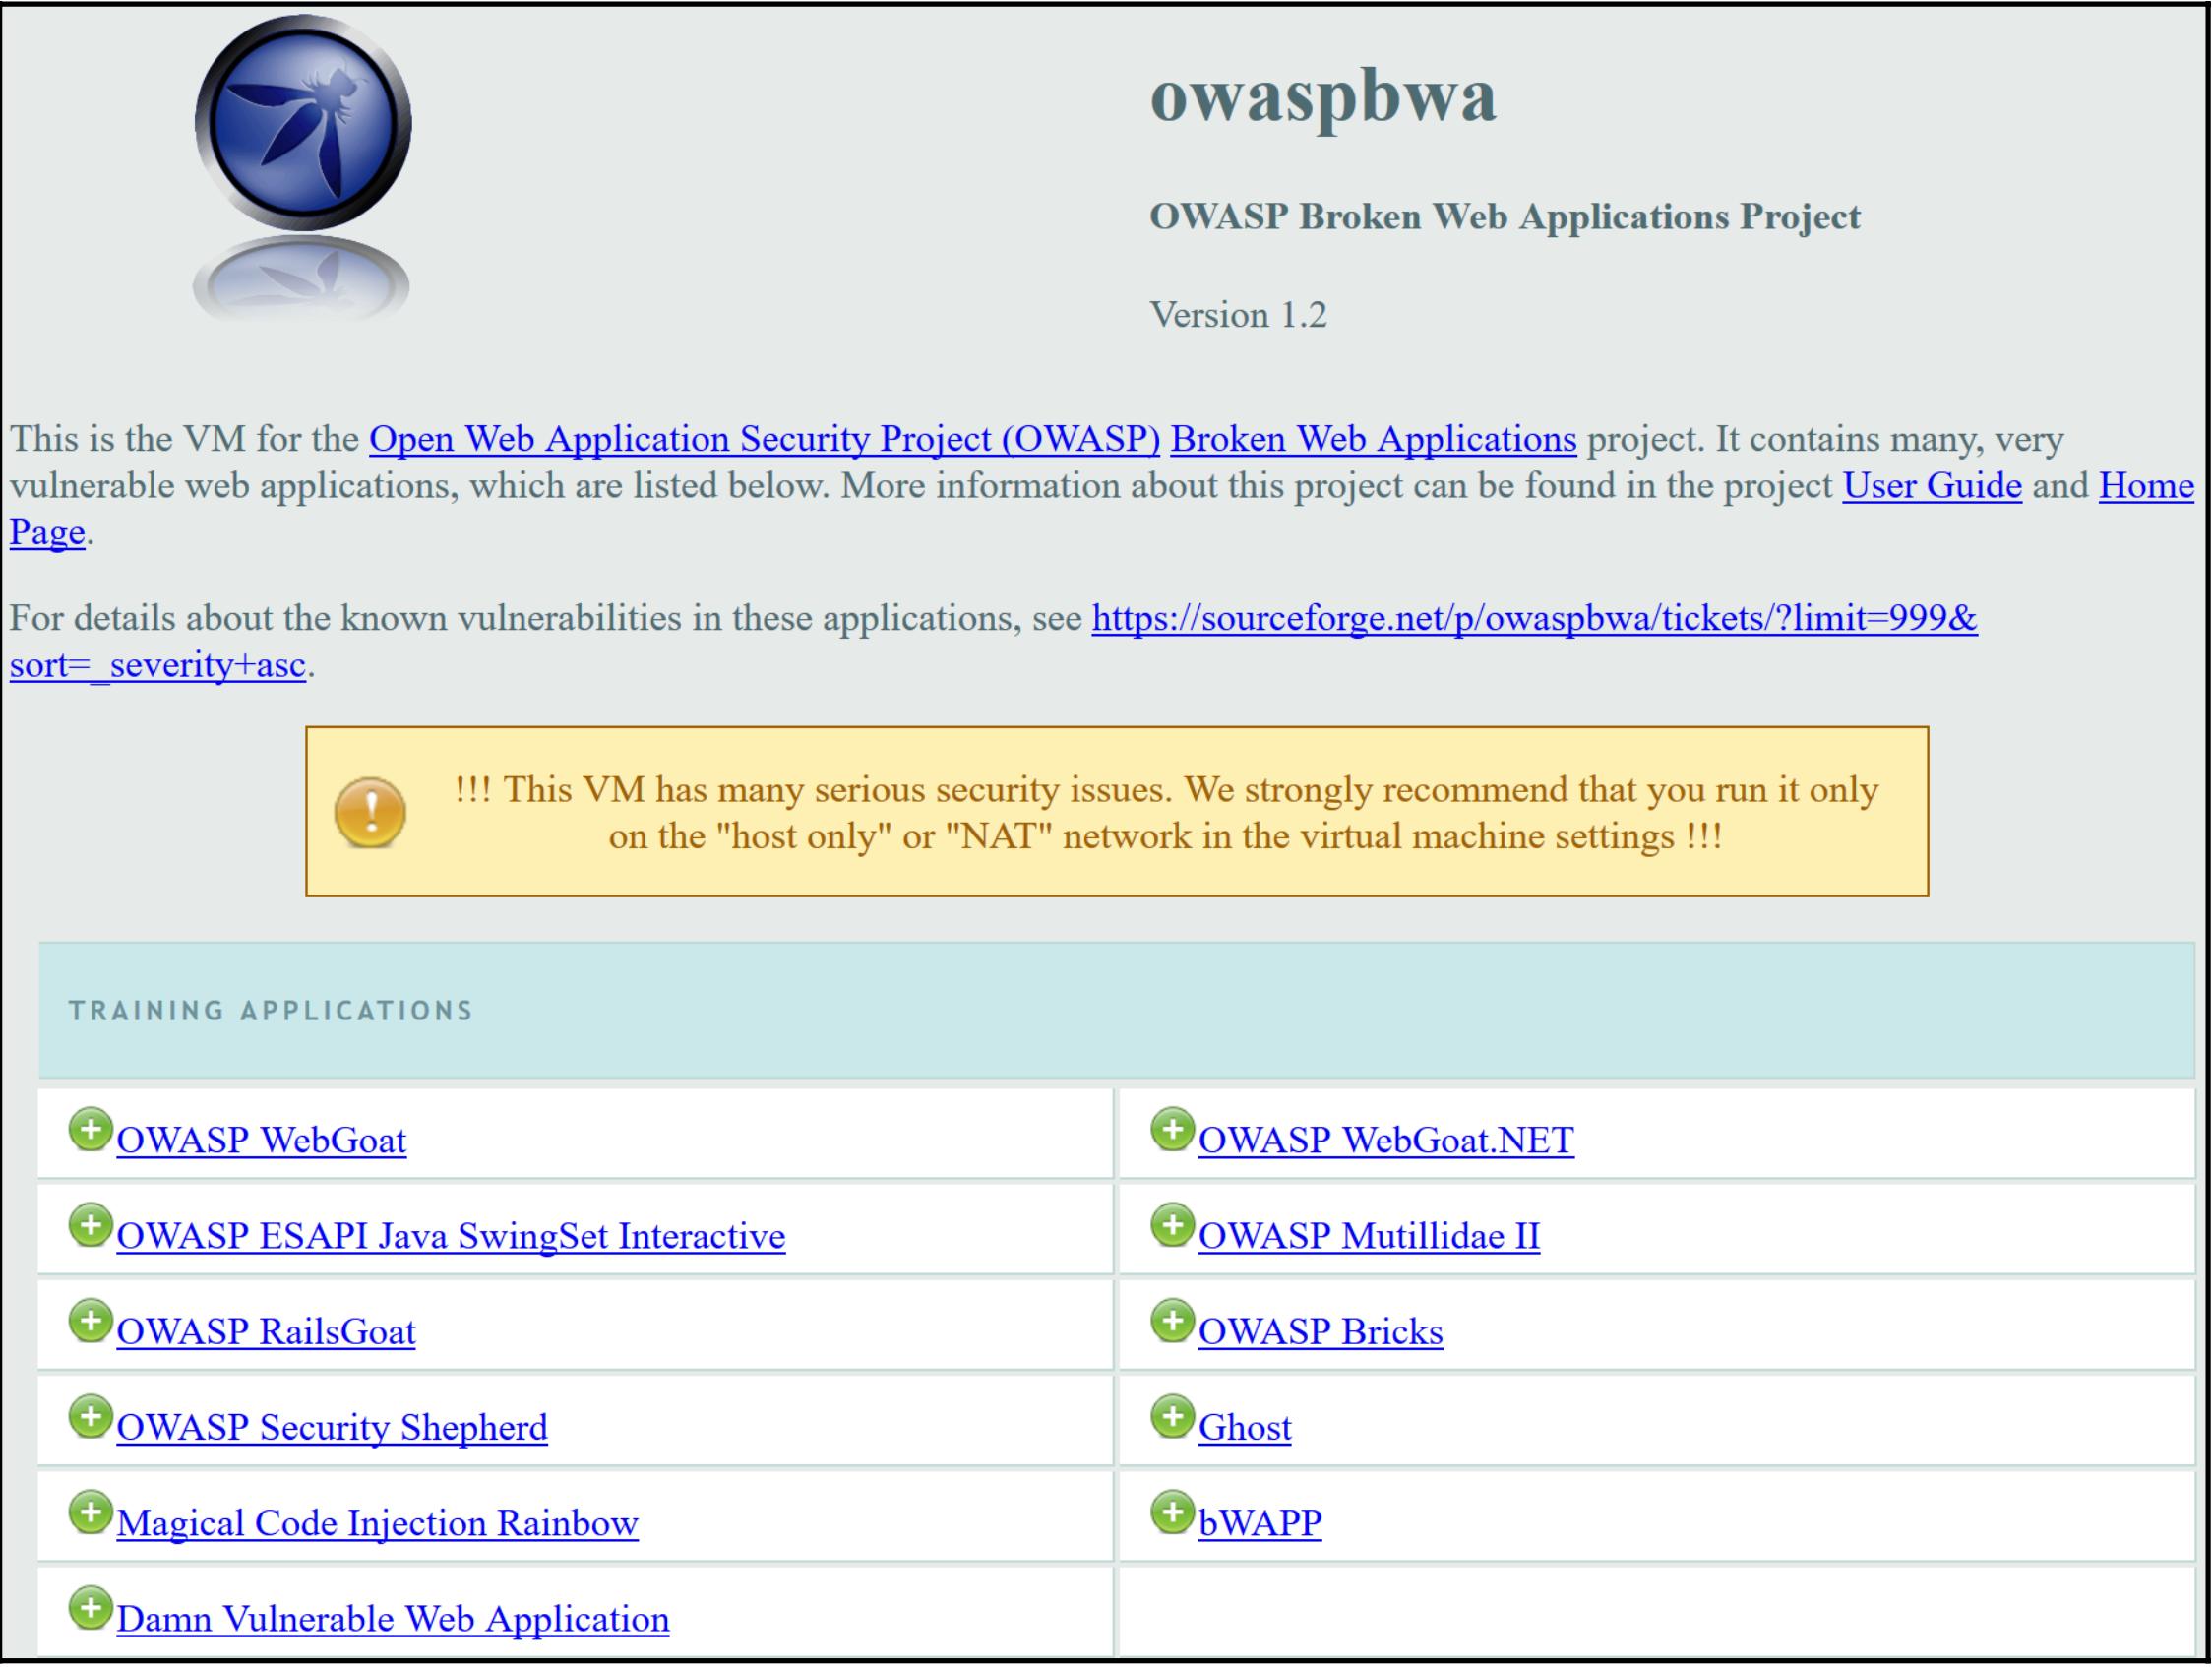 owaspbwa
OWASP Broken Web Applications Project
Version 1.2
This is the VM for the Open Web Application Security Project (OWASP) Broken Web Applications project. It contains many, very
vulnerable web applications, which are listed below. More information about this project can be found in the project User Guide and Home
Page.
For details about the known vulnerabilities in these applications, see https://sourceforge.net/p/owaspbwa/tickets/?limit=999&
sort=_severity+asc.
!!! This VM has many serious security issues. We strongly recommend that you run it only
on the "host only" or "NAT" network in the virtual machine settings !!!
TRAINING APPLICATIONS
OWASP WebGoat
OWASP WebGoat.NET
OWASP ESAPI Java SwingSet Interactive
OWASP Mutillidae II
OWASP RailsGoat
OWASP Bricks
OWASP Security Shepherd
Ghost
Magical Code Injection Rainbow
bWAPP
Damn Vulnerable Web Application